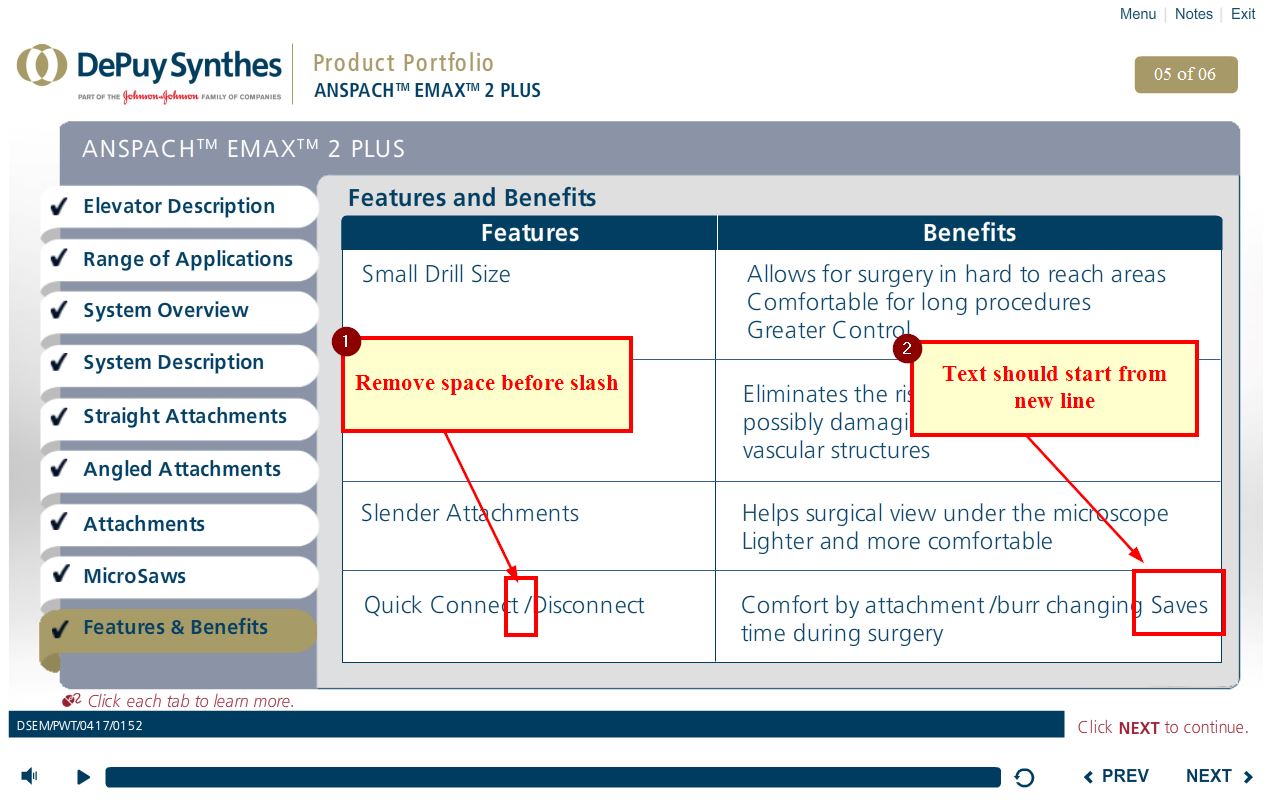 Menu | Notes | Exit
DePuy Synthes
PART OF THE Johnson & Johnson FAMILY OF COMPANIES
Product Portfolio
ANSPACH™ EMAX™ 2 PLUS
05 of 06
ANSPACH™ EMAX™ 2 PLUS
Elevator Description
Range of Applications
System Overview
System Description
Straight Attachments
Angled Attachments
Attachments
MicroSaws
Features & Benefits
Features and Benefits
Features
Benefits
Small Drill Size
Allows for surgery in hard to reach areas
Comfortable for long procedures
Greater Control
1
Remove space before slash
2
Text should start from
new line
Eliminates the
possibly
vascular structures
Slender Attachments
Helps surgical view under the microscope
Lighter and more comfortable
Quick Connect /Disconnect
Comfort by attachment /burr changing Saves
time during surgery
Click each tab to learn more.
DSEM/PWT/0417/0152
Click NEXT to continue.
PREV
NEXT